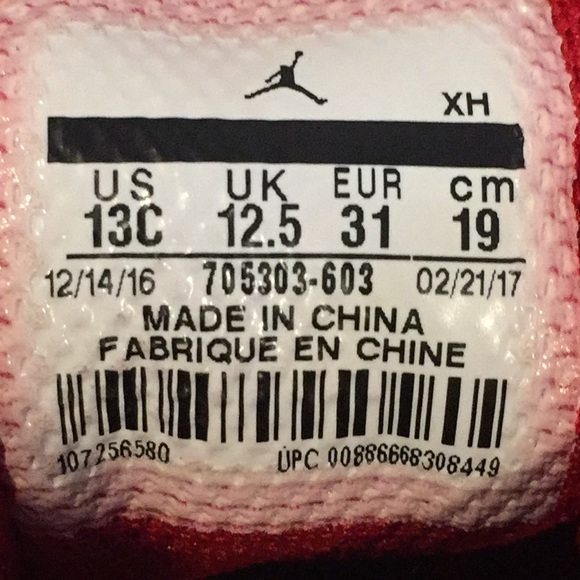 XH
US UK EUR cm
13C 12.5 31 19
12/14/16 705303-603 02/21/17
MADE IN CHINA
FABRIQUE EN CHINE
107256580 UPC 00886668308449